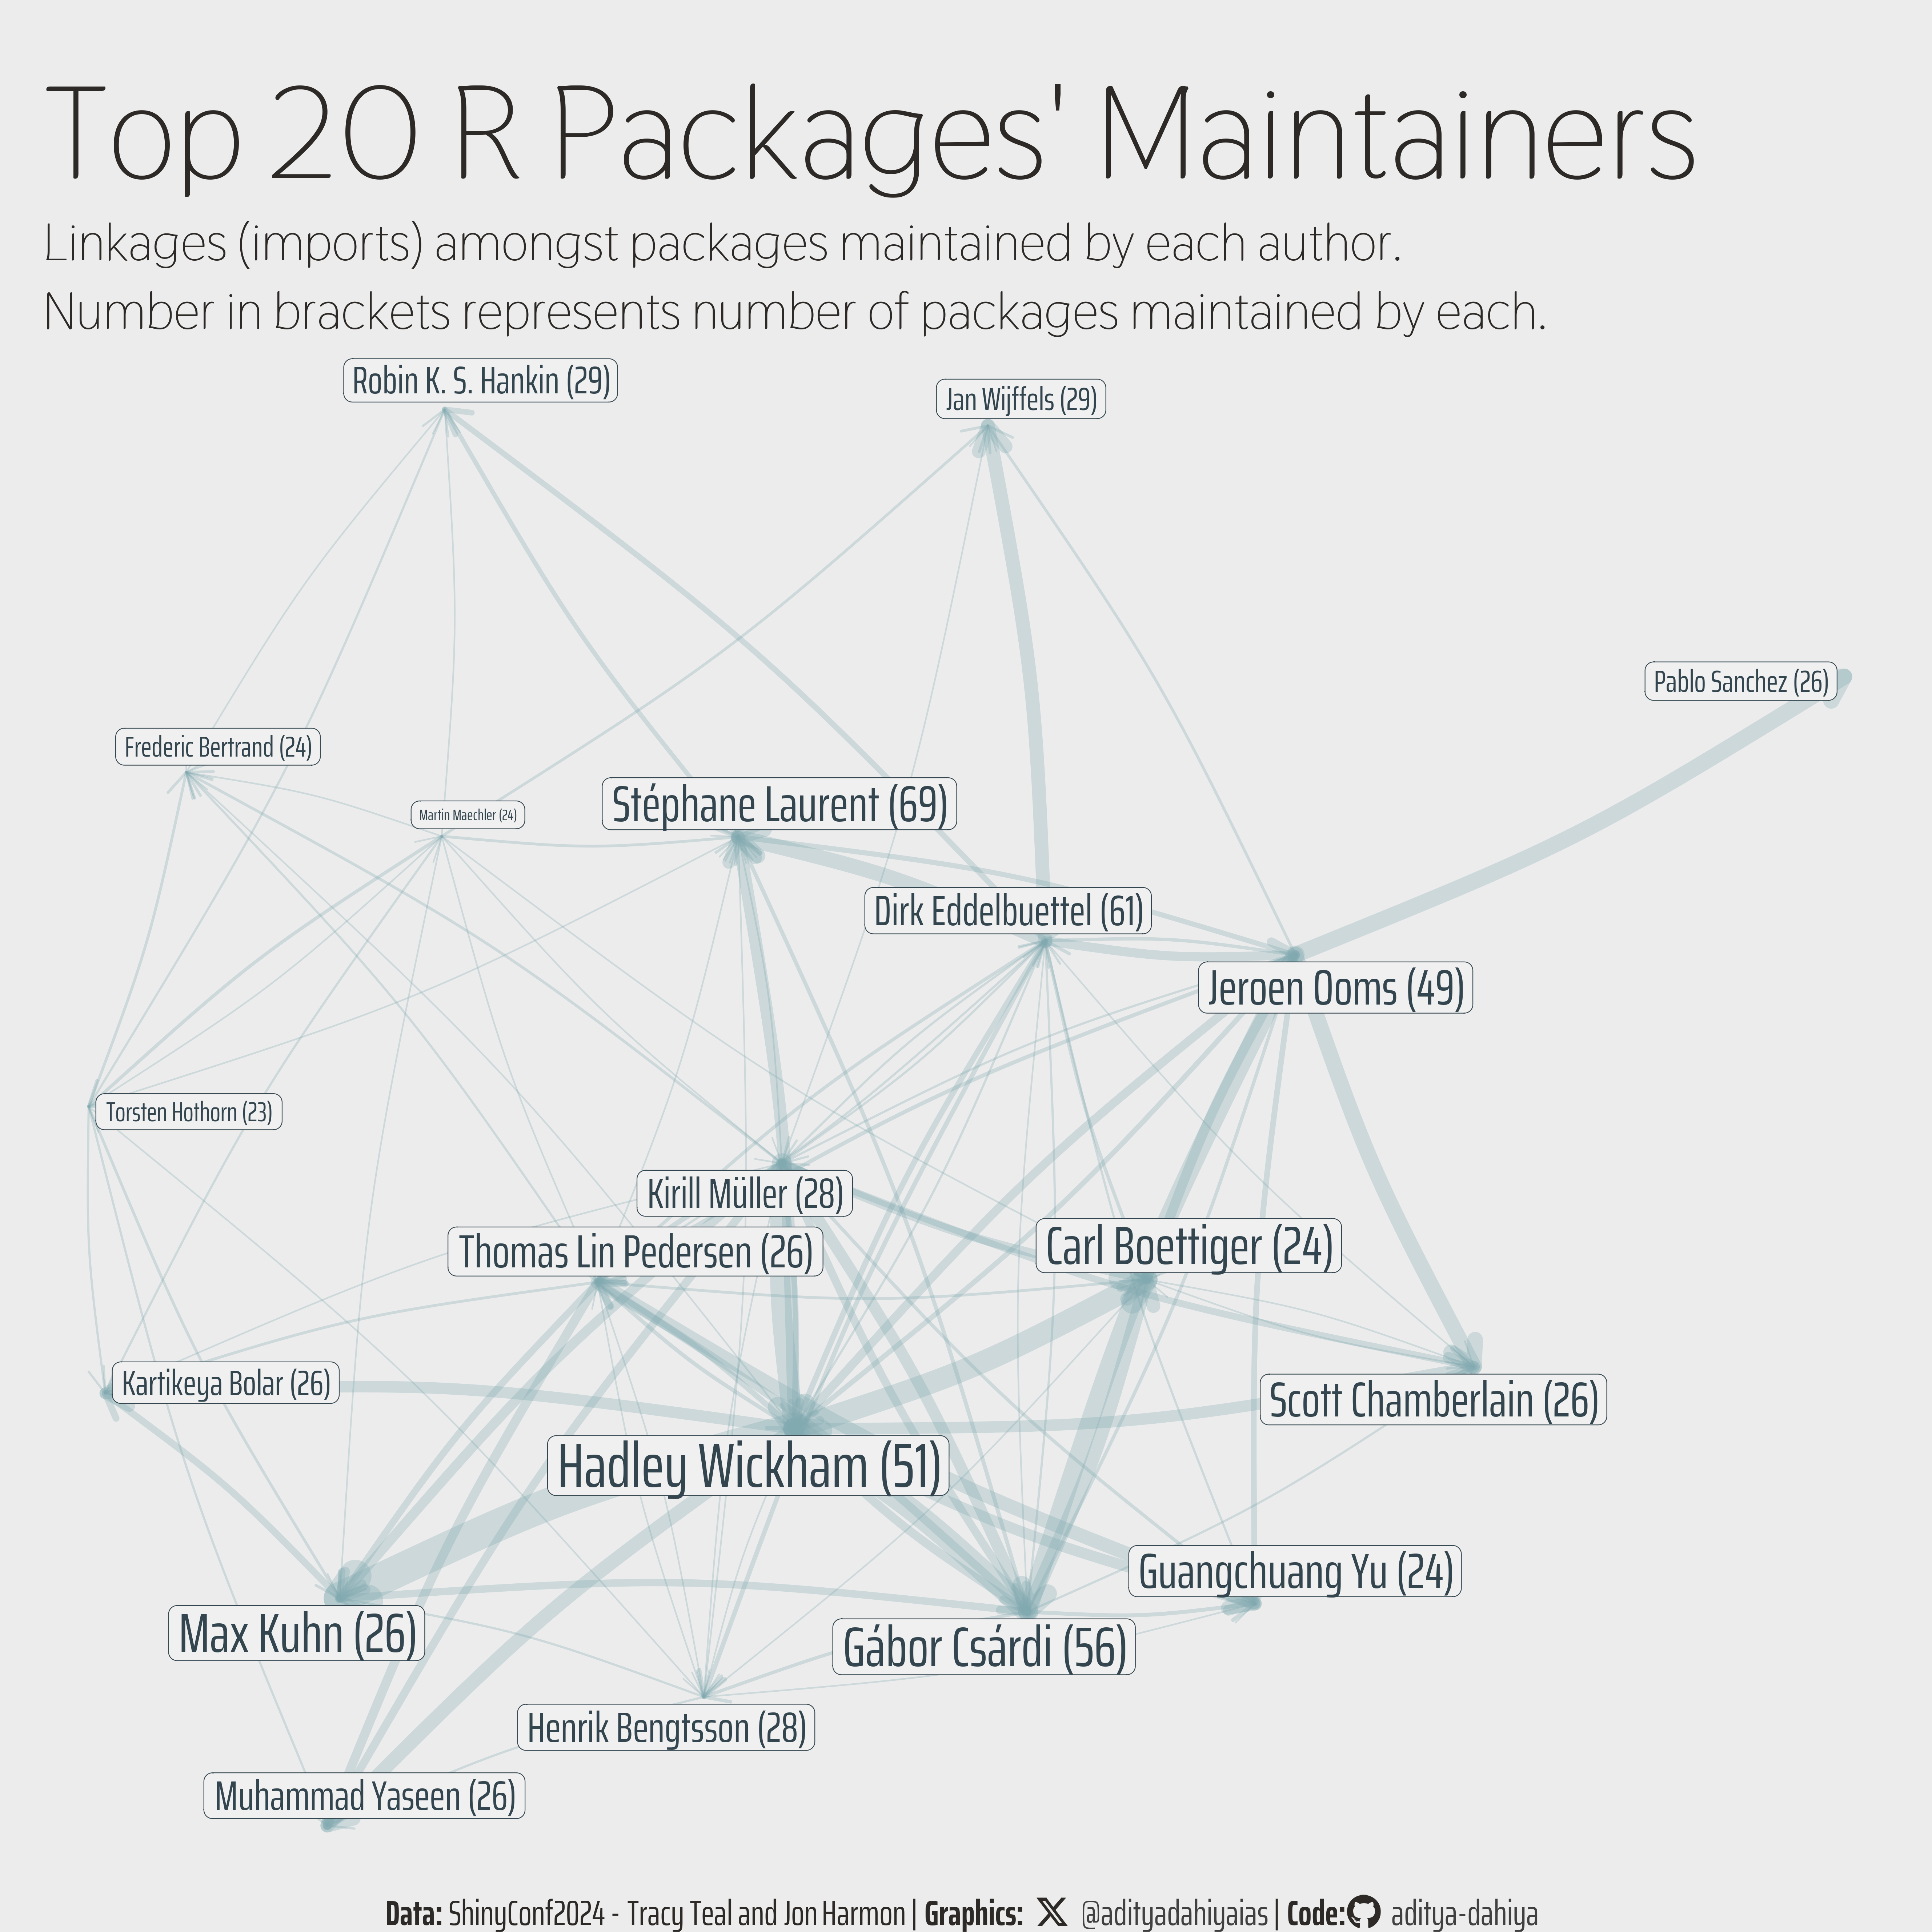 Top 20 R Packages' Maintainers
Linkages (imports) amongst packages maintained by each author.
Number in brackets represents number of packages maintained by each.
Robin K. S. Hankin (29)
Jan Wijffels (29)
Pablo Sanchez (26)
Frederic Bertrand (24)
Martin Maechler (24)
Stéphane Laurent (69)
Dirk Eddelbuettel (61)
Jeroen Ooms (49)
Torsten Hothorn (23)
Kirill Müller (28)
Thomas Lin Pedersen (26)
Carl Boettiger (24)
Kartikeya Bolar (26)
Scott Chamberlain (26)
Hadley Wickham (51)
Guangchuang Yu (24)
Max Kuhn (26)
Gábor Csárdi (56)
Henrik Bengtsson (28)
Muhammad Yaseen (26)
Data: ShinyConf2024 - Tracy Teal and Jon Harmon | Graphics: @adityadahiyaias | Code: aditya-dahiya